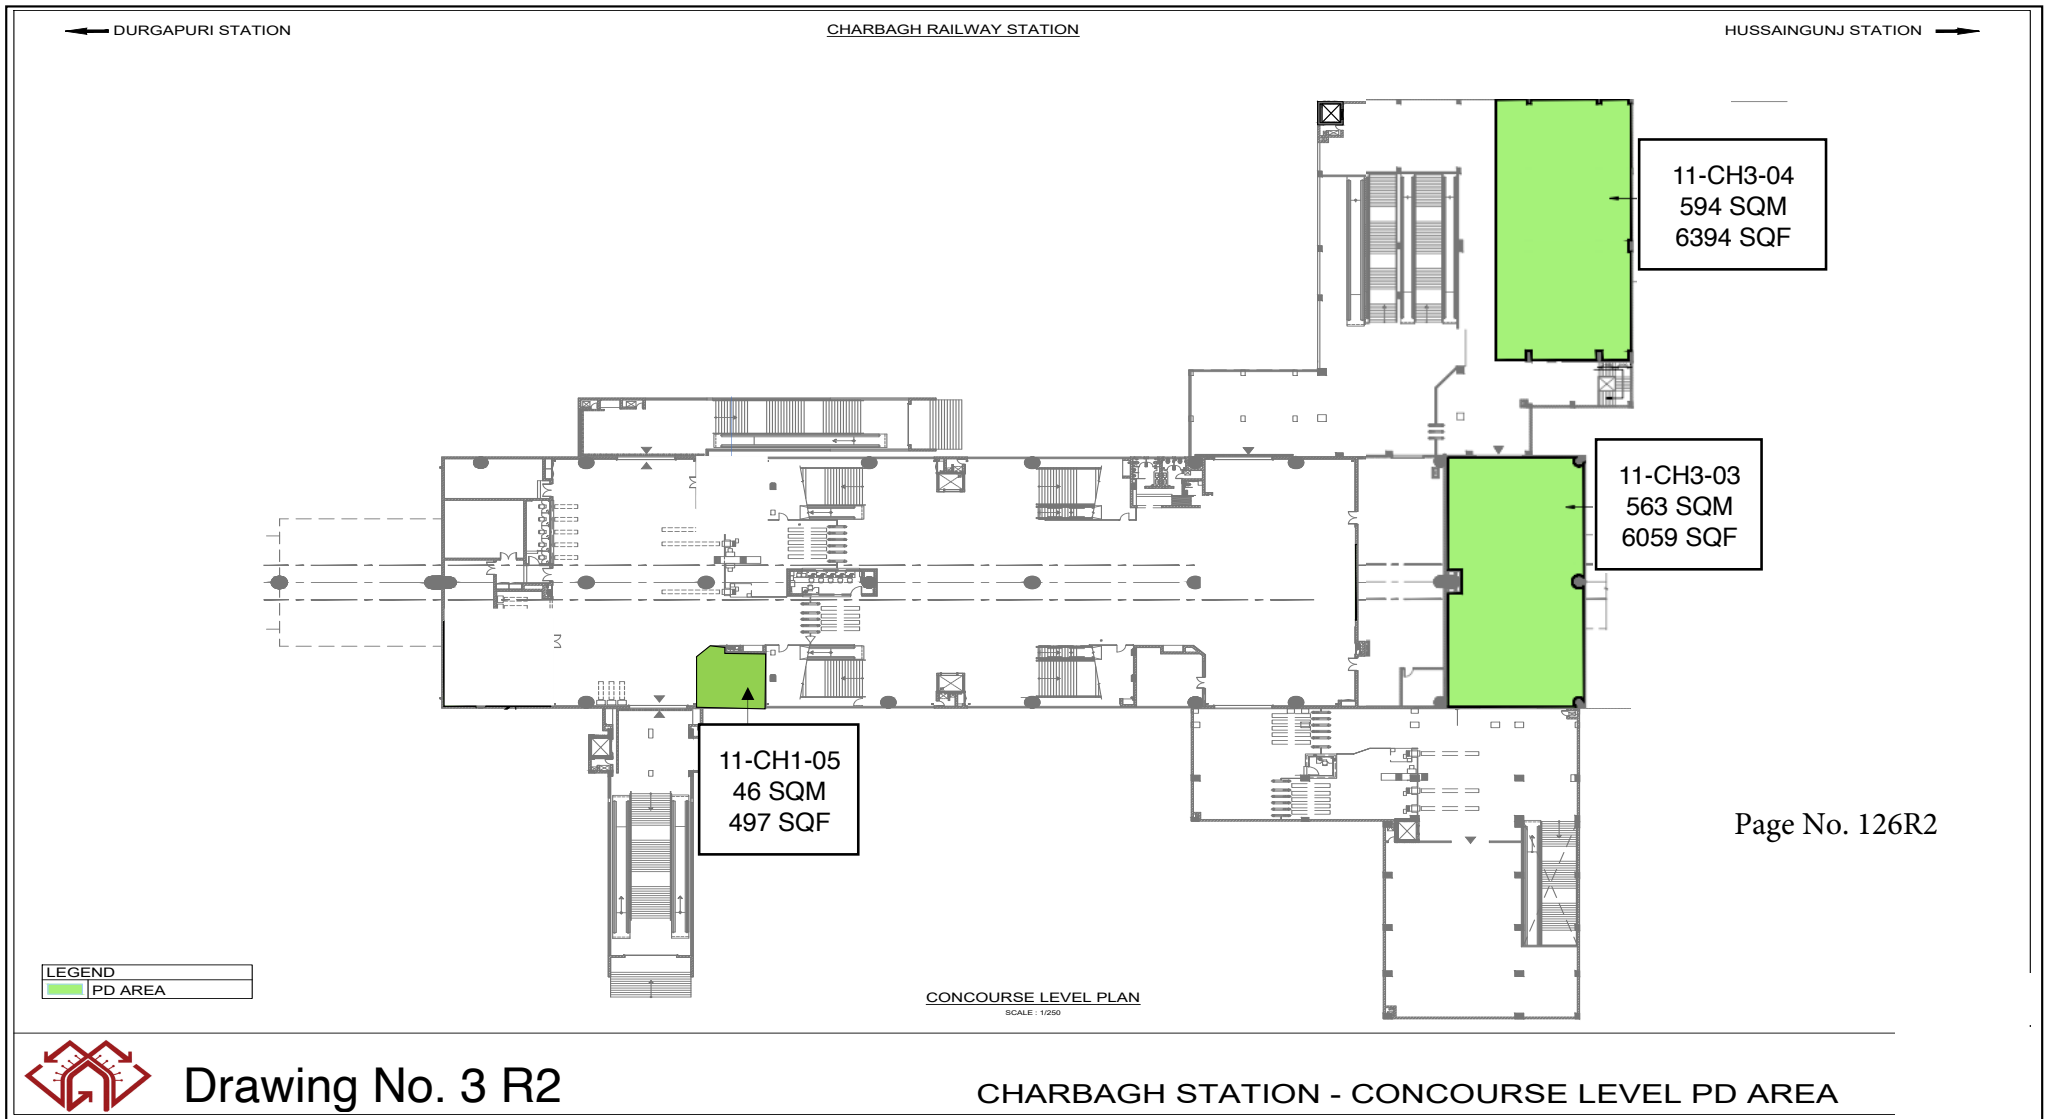 DURGAPURI STATION
CHARBAGH RAILWAY STATION
HUSSAINGUNJ STATION
11-CH3-04
594 SQM
6394 SQF
11-CH3-03
563 SQM
6059 SQF
M
11-CH1-05
46 SQM
497 SQF
Page No. 126R2
LEGEND
PD AREA
CONCOURSE LEVEL PLAN
SCALE : 1/250
Drawing No. 3 R2
CHARBAGH STATION - CONCOURSE LEVEL PD AREA